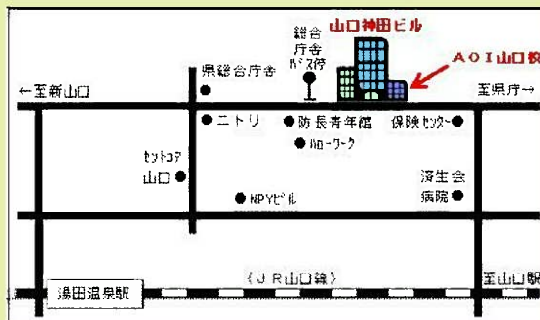 総合
庁舎
バス停
山口神田ビル
AOI山口校
県総合庁舎
←至新山口
至県庁→
ニトリ
防長青年館
保険センター
ハローワーク
セントコア
山口
済生会
病院
NPYビル
湯田温泉駅
(JR山口線)
至山口駅